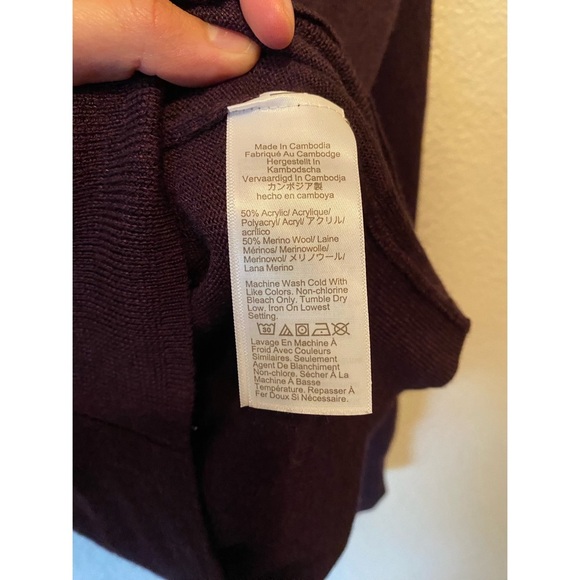 Made In Cambodia
Fabriqué Au Cambodge
Hergestellt In
Kambodscha
Vervaardigd In Cambodja
カンボジア製
hecho en camboya
50% Acrylic/ Acrylique/
Polyacryl/ Acryl/ アクリル/
acrílico
50% Merino Wool/ Laine
Mérinos/ Merinowolle/
Merinowol/ メリノウール/
Lana Merino
Machine Wash Cold With
Like Colors. Non-chlorine
Bleach Only, Tumble Dry
Low, Iron On Lowest
Setting.
30
Lavage En Machine À
Froid Avec Couleurs
Similaires. Seulement
Agent De Blanchiment
Non-chlore. Sécher À La
Machine À Basse
Température. Repasser À
Fer Doux Si Nécessaire.